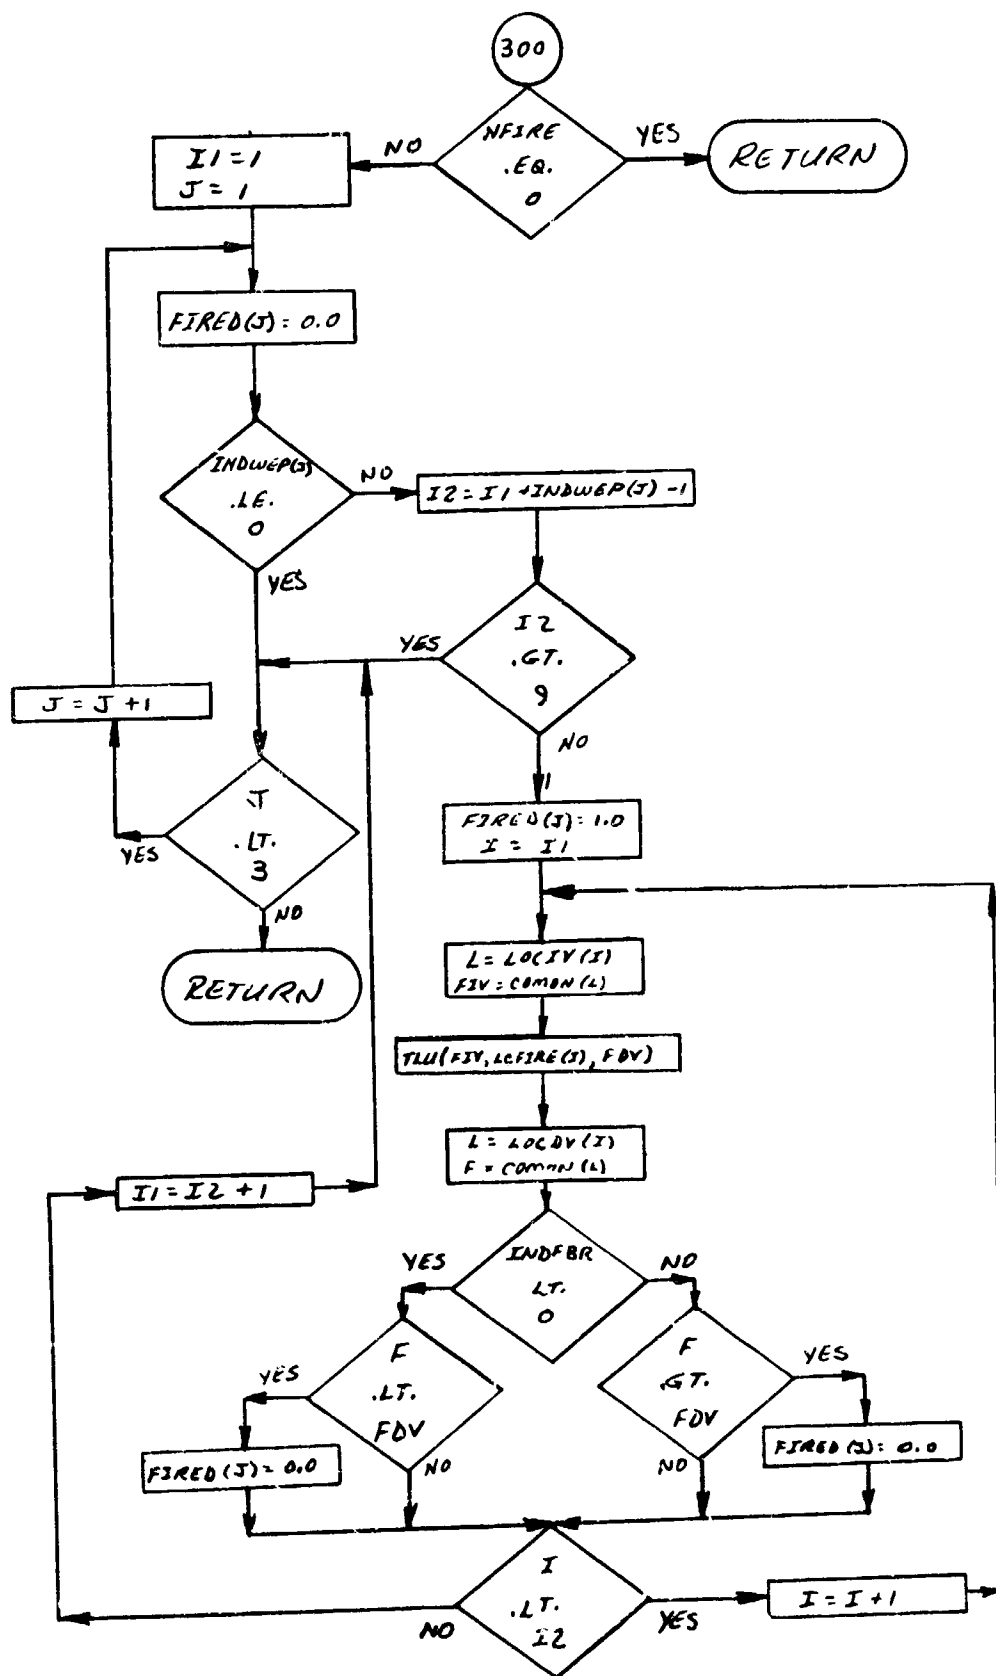 300
NFIRE
.EQ.
0
YES
RETURN
NO
I1=1
J=1
FIRED(J)=0.0
INDWEP(J)
.LE.
0
NO
I2=I1+INDWEP(J)-1
YES
I2
.GT.
9
YES
NO
J=J+1
J
.LT.
3
YES
NO
RETURN
1
FIRED(J)=1.0
I=I1
L=LOCIV(I)
FIV=COMON(L)
TLU(FIV,LCFIRE(I),FDV)
L=LOCDV(I)
F=COMON(L)
I1=I2+1
INDFBR
LT.
0
YES
NO
F
.LT.
FDV
YES
NO
FIRED(J)=0.0
F
.GT.
FDV
YES
NO
FIRED(J)=0.0
I
.LT.
I2
NO
YES
I=I+1